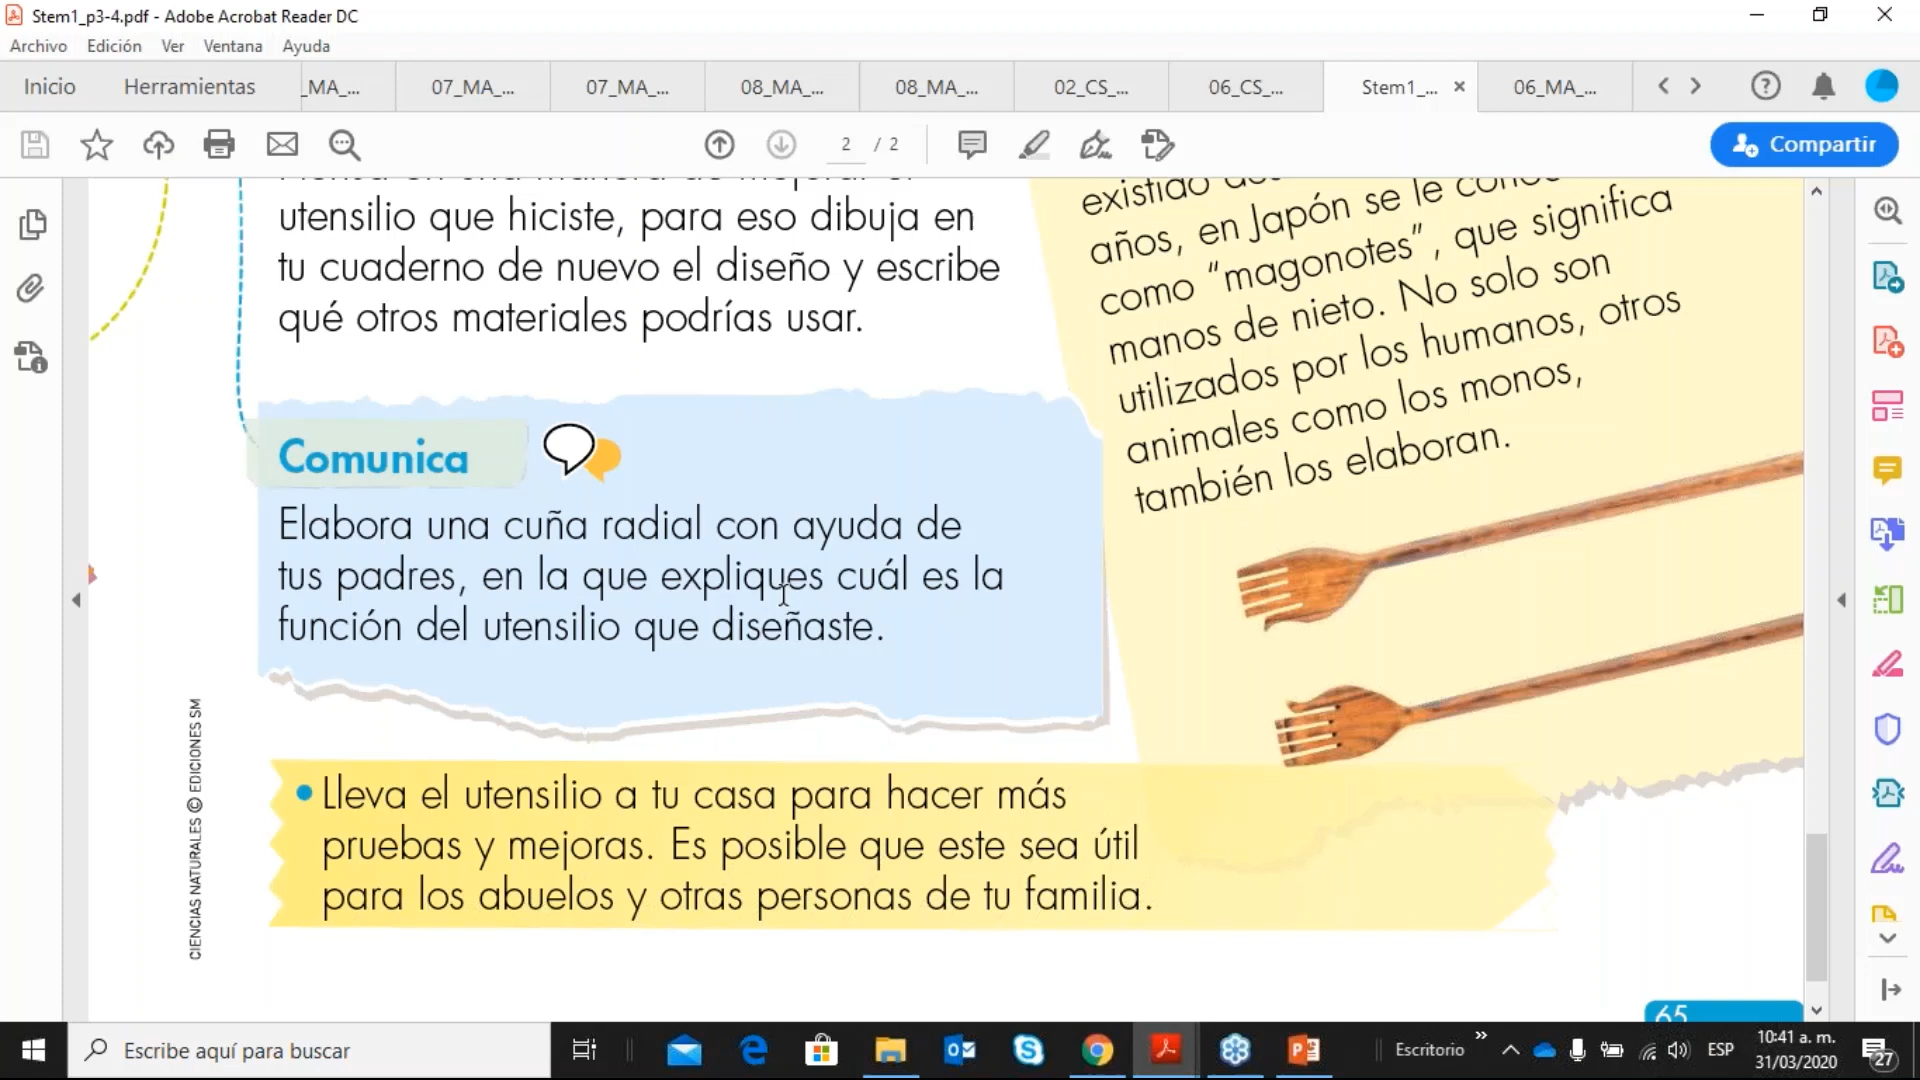 Stem1_p3-4.pdf - Adobe Acrobat Reader DC
Archivo Edición Ver Ventana Ayuda
Inicio Herramientas _MA_... 07_MA_... 07_MA_... 08_MA_... 08_MA_... 02_CS_... 06_CS_... Stem1_... 06_MA_...
2 / 2
Compartir
utensilio que hiciste, para eso dibuja en
tu cuaderno de nuevo el diseño y escribe
qué otros materiales podrías usar.
Comunica
Elabora una cuña radial con ayuda de
tus padres, en la que expliques cuál es la
función del utensilio que diseñaste.
existido
años, en Japón se le
como “magonotes”, que significa
manos de nieto. No solo son
utilizados por los humanos, otros
animales como los monos,
también los elaboran.
• Lleva el utensilio a tu casa para hacer más
pruebas y mejoras. Es posible que este sea útil
para los abuelos y otras personas de tu familia.
CIENCIAS NATURALES © EDICIONES SM
65
Escribe aquí para buscar
Escritorio
ESP
10:41 a. m.
31/03/2020
27